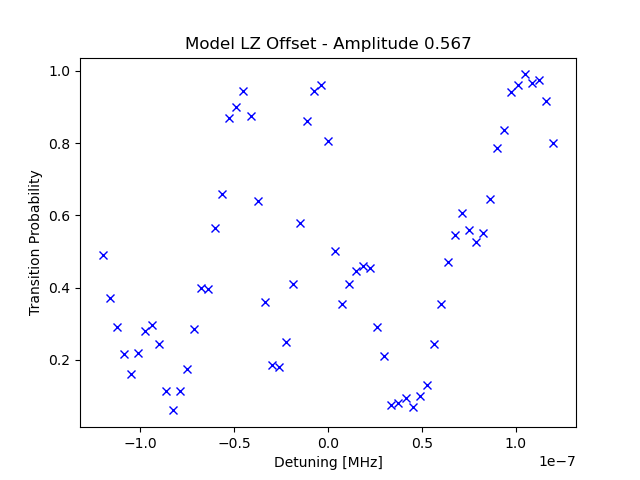 Model LZ Offset - Amplitude 0.567
Transition Probability
1.0
0.8
0.6
0.4
0.2
−1.0 −0.5 0.0 0.5 1.0
1e−7
Detuning [MHz]